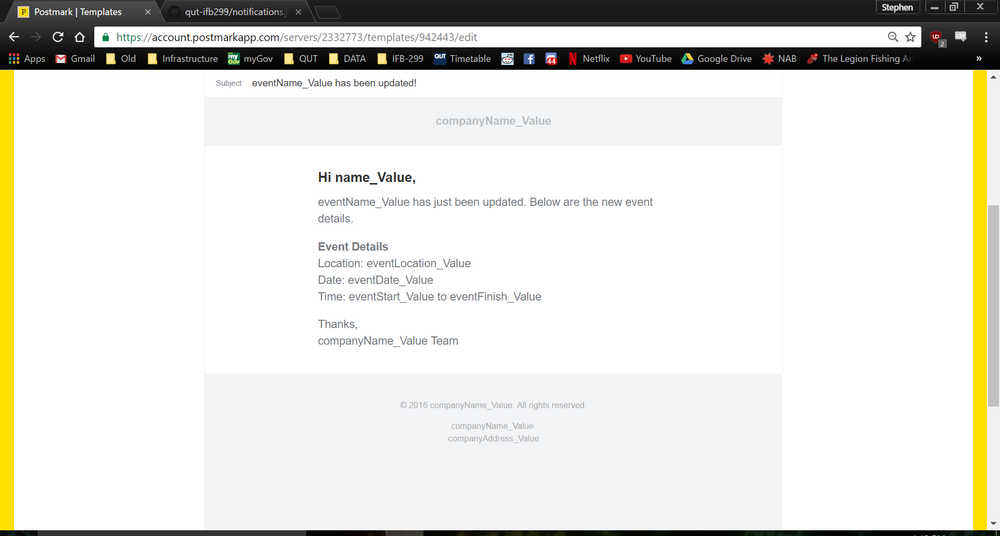 Postmark | Templates
qut-ifb299/notifications.j
Stephen
https://account.postmarkapp.com/servers/2332773/templates/942443/edit
2
Apps Gmail Old Infrastructure myGov QUT DATA IFB-299 QUT Timetable 44 Netflix YouTube Google Drive NAB The Legion Fishing Ar »
Subject eventName_Value has been updated!
companyName_Value
Hi name_Value,
eventName_Value has just been updated. Below are the new event
details.
Event Details
Location: eventLocation_Value
Date: eventDate_Value
Time: eventStart_Value to eventFinish_Value
Thanks,
companyName_Value Team
© 2016 companyName_Value. All rights reserved.
companyName_Value
companyAddress_Value